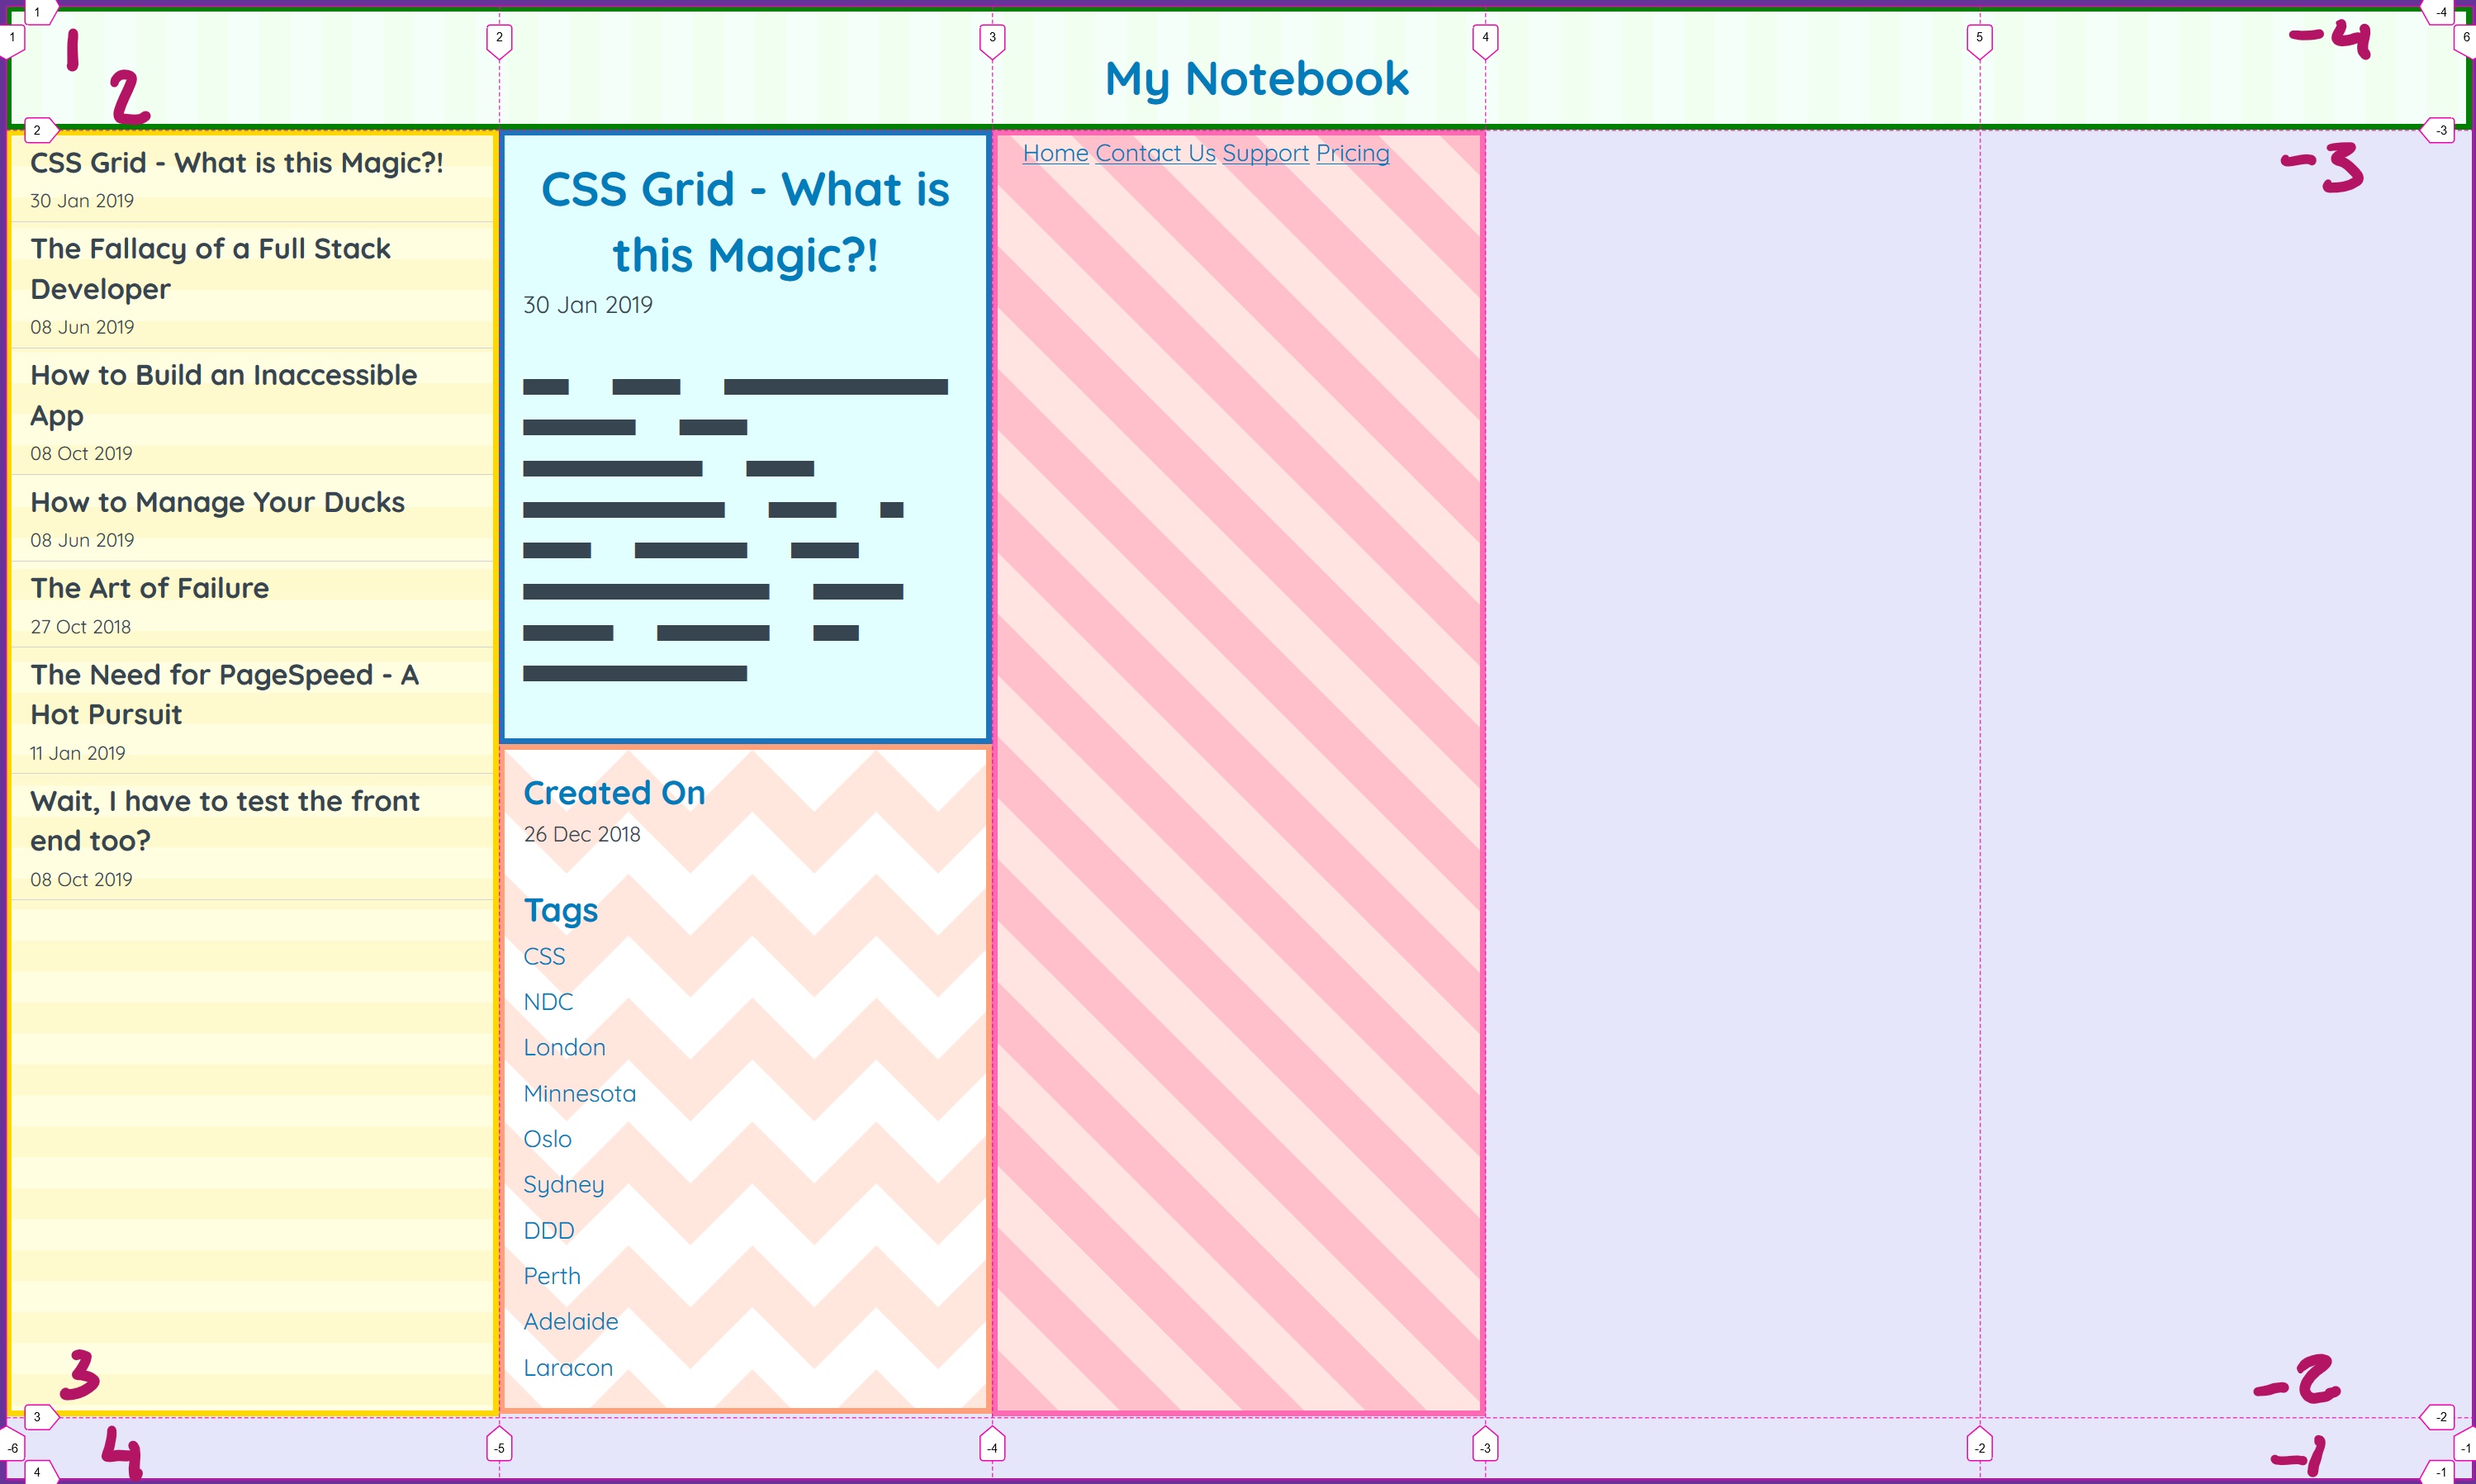 1
-4
1
2
3
4
5
6
1
-4
My Notebook
2
2
-3
-3
CSS Grid - What is this Magic?!
30 Jan 2019
The Fallacy of a Full Stack
Developer
08 Jun 2019
How to Build an Inaccessible
App
08 Oct 2019
How to Manage Your Ducks
08 Jun 2019
The Art of Failure
27 Oct 2018
The Need for PageSpeed - A
Hot Pursuit
11 Jan 2019
Wait, I have to test the front
end too?
08 Oct 2019
CSS Grid - What is
this Magic?!
30 Jan 2019
Created On
26 Dec 2018
Tags
CSS
NDC
London
Minnesota
Oslo
Sydney
DDD
Perth
Adelaide
Laracon
Home Contact Us Support Pricing
3
-2
3
-2
4
-1
-6
-5
-4
-3
-2
-1
4
-1